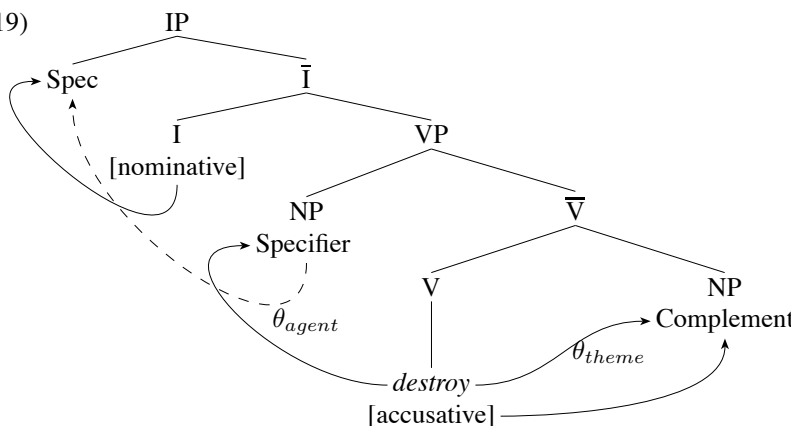 19)
IP
Spec
I̅
I
VP
[nominative]
NP
V̅
Specifier
V
NP
θagent
Complement
θtheme
destroy
[accusative]